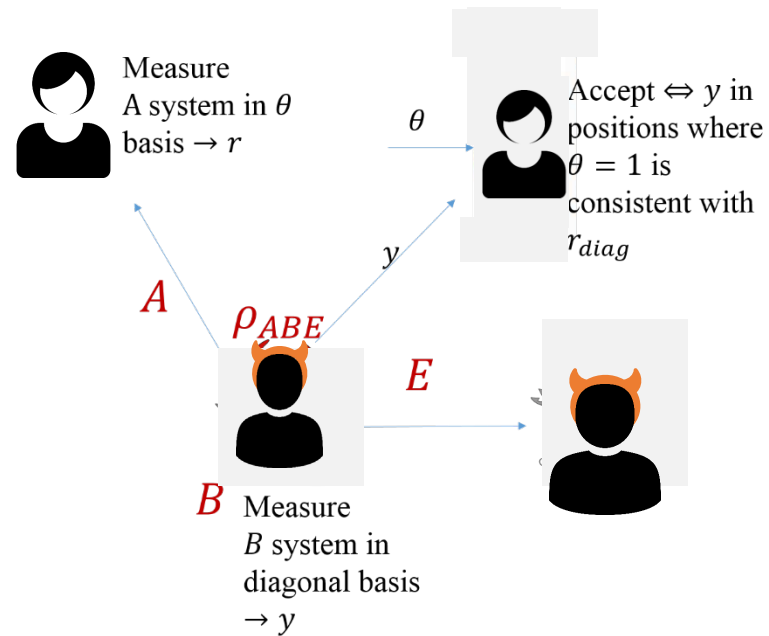 Measure
A system in θ
basis → r
θ
Accept ⇔ y in
positions where
θ = 1 is
consistent with
r_diag
y
A
ρ_ABE
E
B
Measure
B system in
diagonal basis
→ y